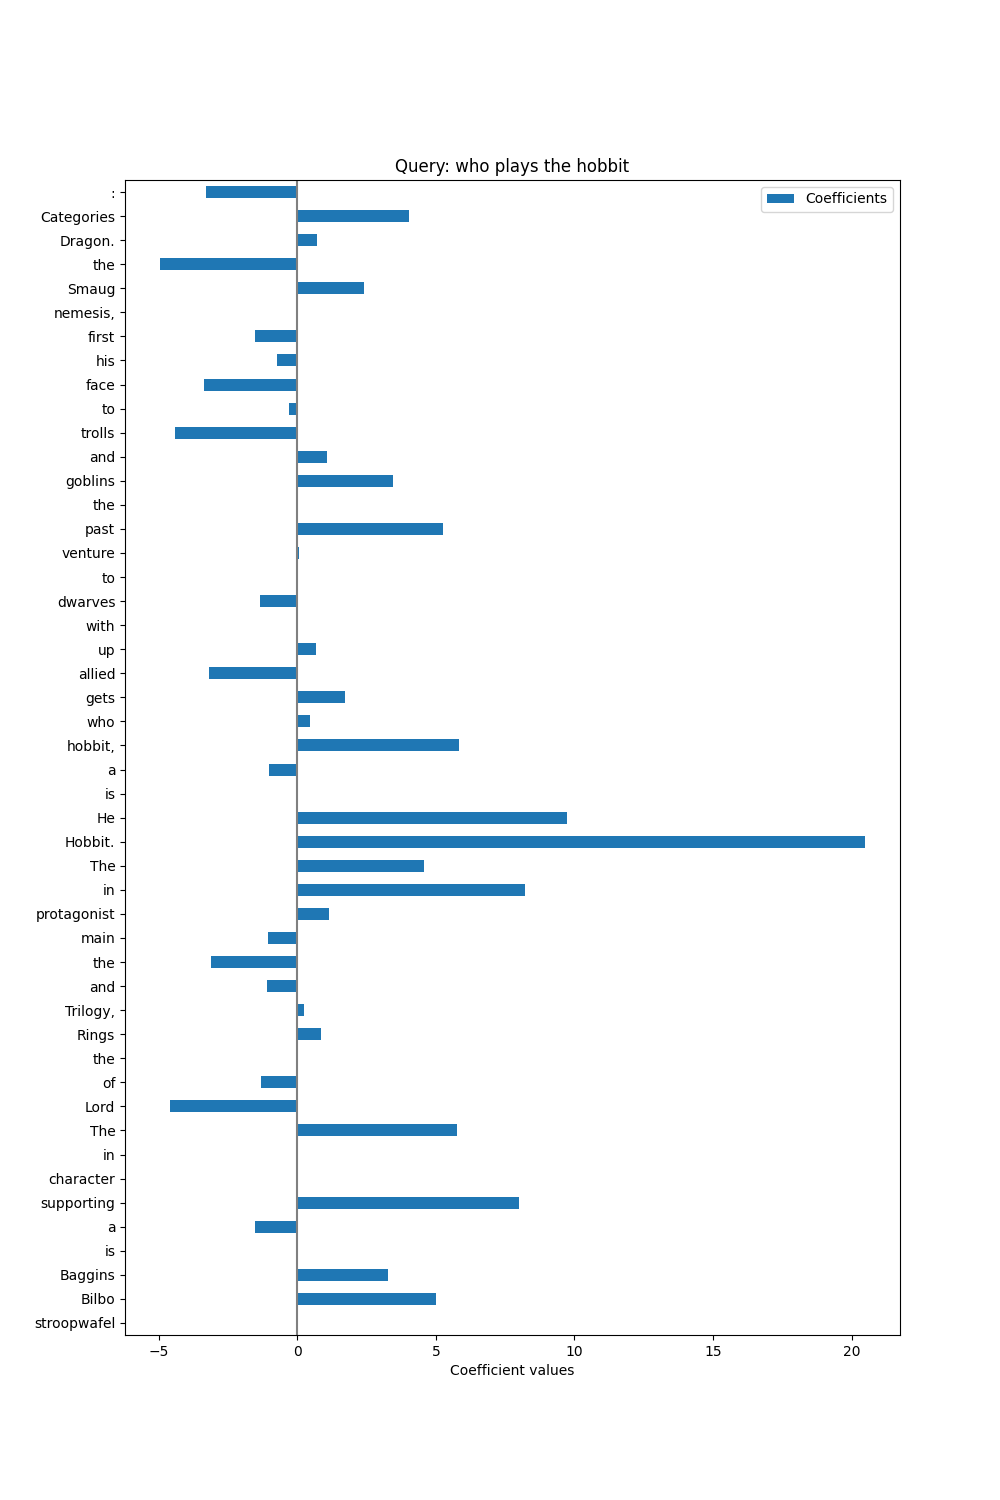 Query: who plays the hobbit
Coefficients
:
Categories
Dragon.
the
Smaug
nemesis,
first
his
face
to
trolls
and
goblins
the
past
venture
to
dwarves
with
up
allied
gets
who
hobbit,
a
is
He
Hobbit.
The
in
protagonist
main
the
and
Trilogy,
Rings
the
of
Lord
The
in
character
supporting
a
is
Baggins
Bilbo
stroopwafel
−5 0 5 10 15 20
Coefficient values